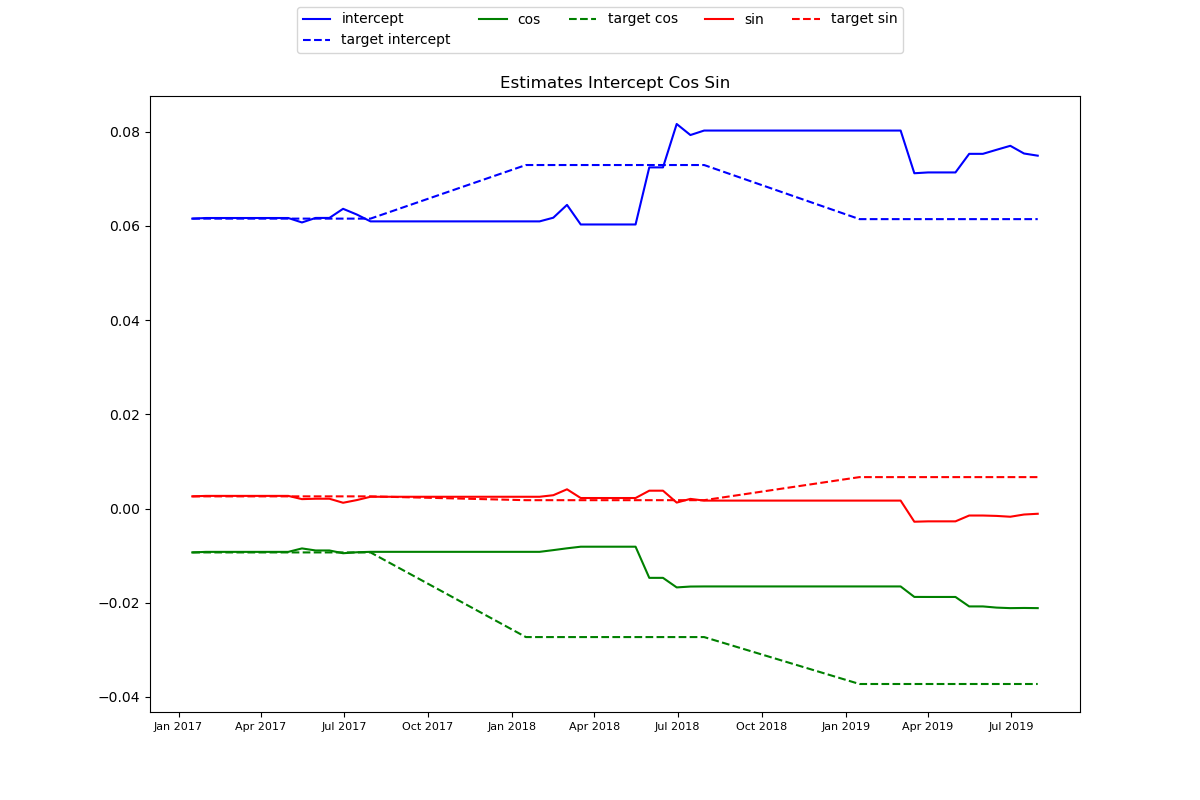 intercept cos target cos sin target sin
target intercept
Estimates Intercept Cos Sin
0.08
0.06
0.04
0.02
0.00
−0.02
−0.04
Jan 2017 Apr 2017 Jul 2017 Oct 2017 Jan 2018 Apr 2018 Jul 2018 Oct 2018 Jan 2019 Apr 2019 Jul 2019